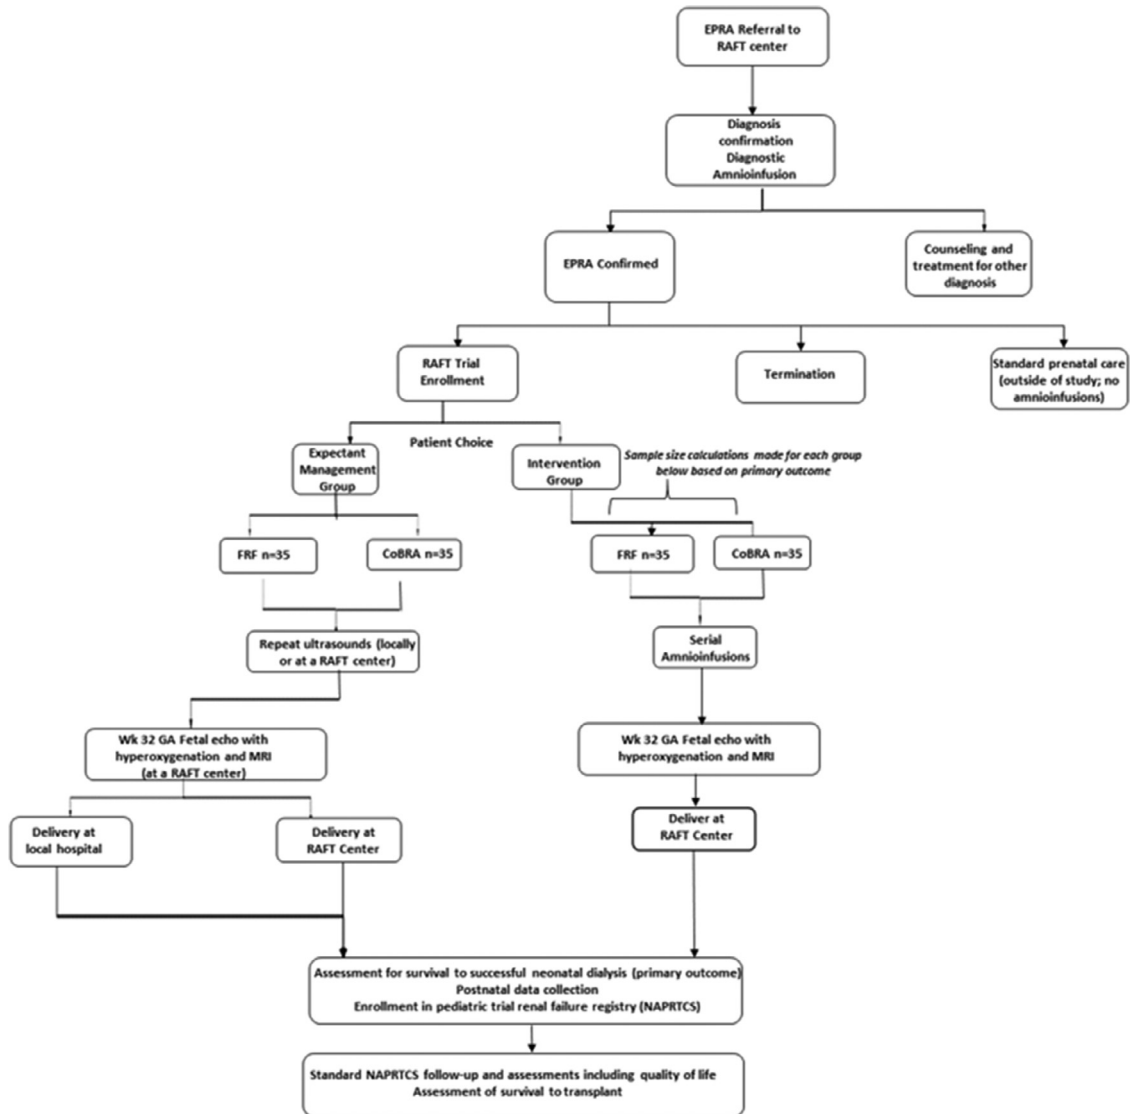 EPRA Referral to
RAFT center
Diagnosis
confirmation
Diagnostic
Amnioinfusion
EPRA Confirmed
Counseling and
treatment for other
diagnosis
RAFT Trial
Enrollment
Termination
Standard prenatal care
(outside of study; no
amnioinfusions)
Patient Choice
Expectant
Management
Group
Intervention
Group
Sample size calculations made for each group
below based on primary outcome
FRF n=35
CoBRA n=35
FRF n=35
CoBRA n=35
Repeat ultrasounds (locally
or at a RAFT center)
Serial
Amnioinfusions
Wk 32 GA Fetal echo with
hyperoxygenation and MRI
(at a RAFT center)
Wk 32 GA Fetal echo with
hyperoxygenation and MRI
Delivery at
local hospital
Delivery at
RAFT Center
Deliver at
RAFT Center
Assessment for survival to successful neonatal dialysis (primary outcome)
Postnatal data collection
Enrollment in pediatric trial renal failure registry (NAPRTCS)
Standard NAPRTCS follow-up and assessments including quality of life
Assessment of survival to transplant